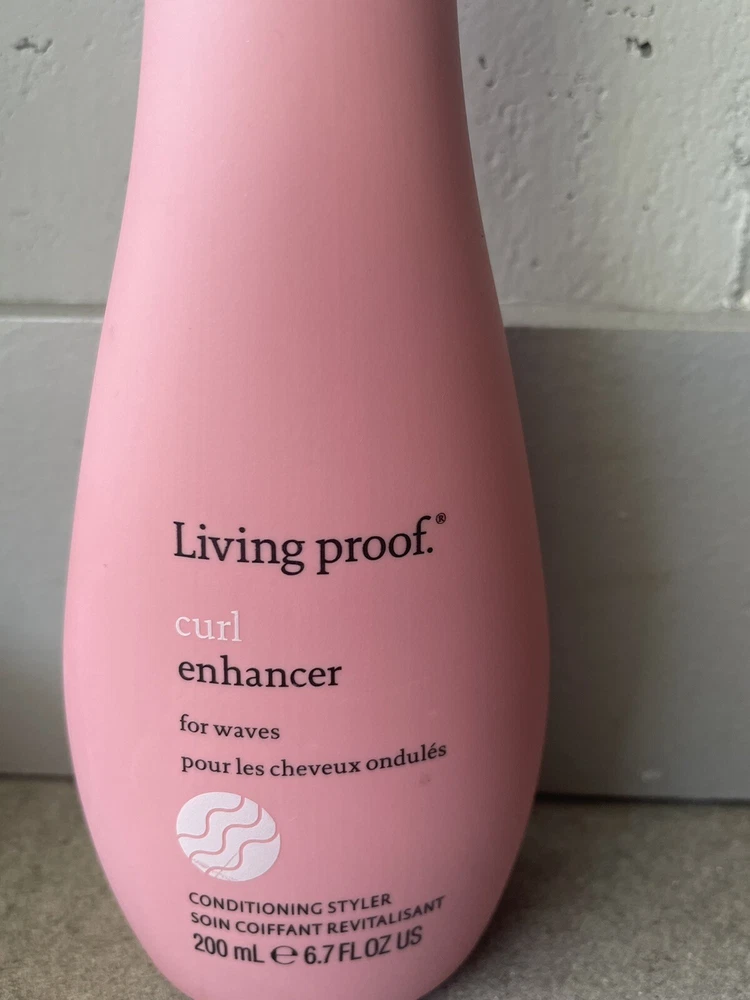 Living proof.®
curl
enhancer
for waves
pour les cheveux ondulés
CONDITIONING STYLER
SOIN COIFFANT REVITALISANT
200 mL ℮ 6.7 FL OZ US